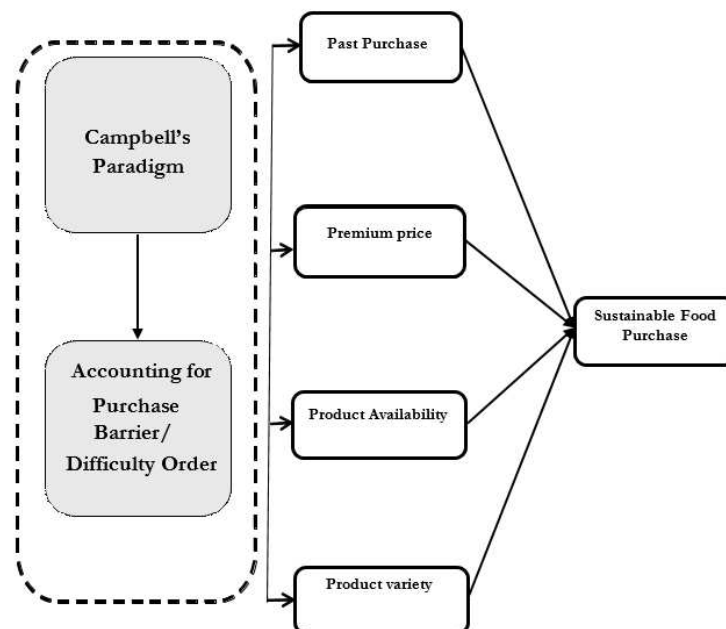 Campbell's
Paradigm
Accounting for
Purchase
Barrier/
Difficulty Order
Past Purchase
Premium price
Product Availability
Product variety
Sustainable Food
Purchase